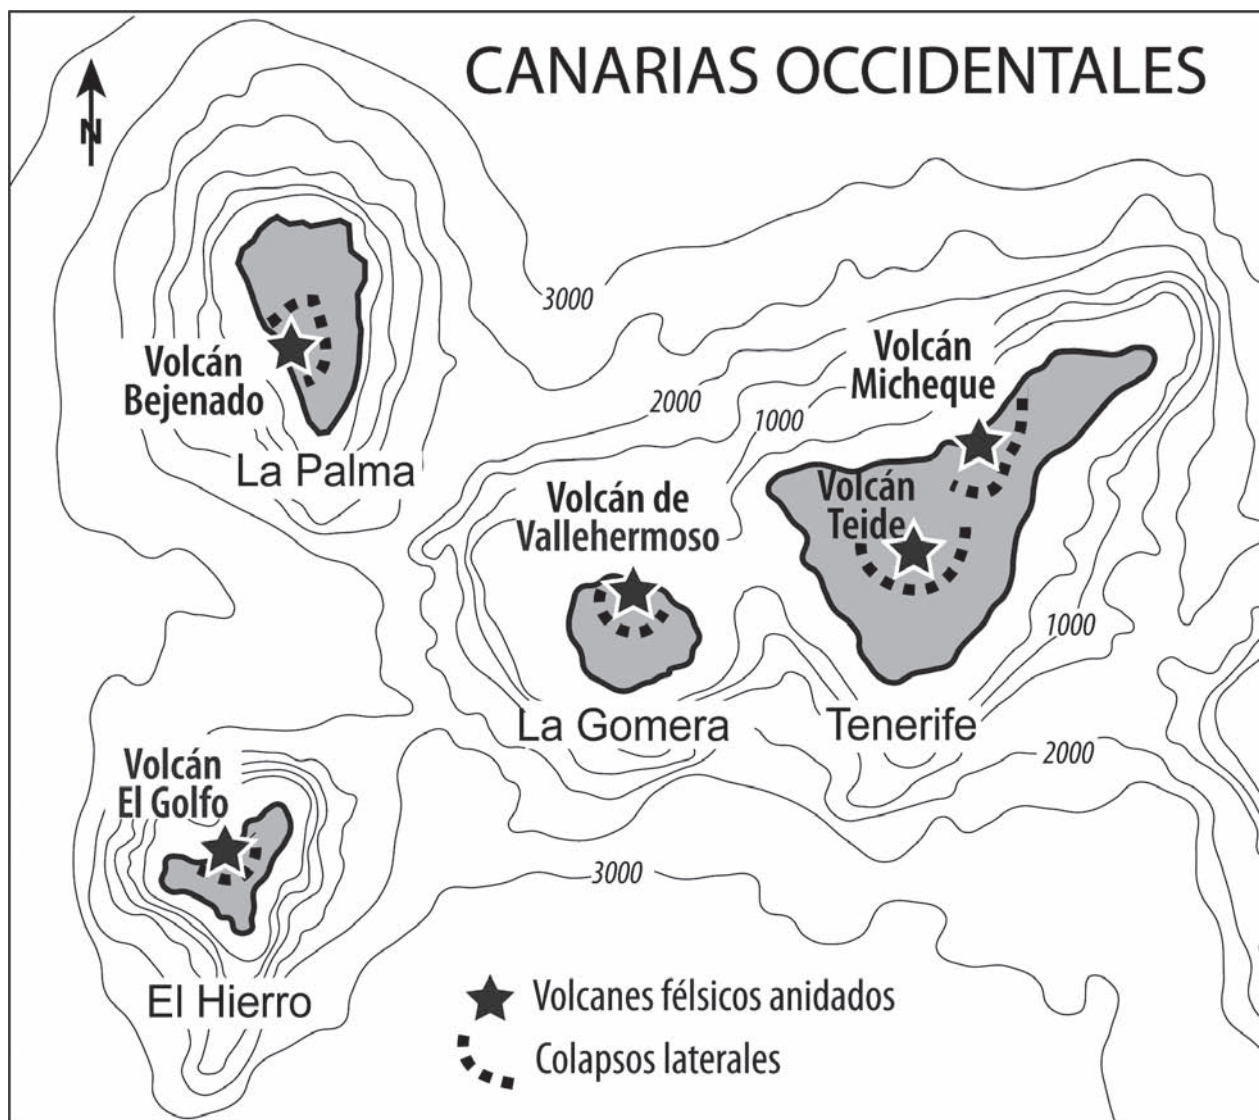 CANARIAS OCCIDENTALES
N
3000
Volcán
Bejenado
La Palma
2000
1000
Volcán
Micheque
Volcán de
Vallehermoso
Volcán
Teide
1000
La Gomera
Tenerife
2000
Volcán
El Golfo
3000
El Hierro
Volcanes félsicos anidados
Colapsos laterales